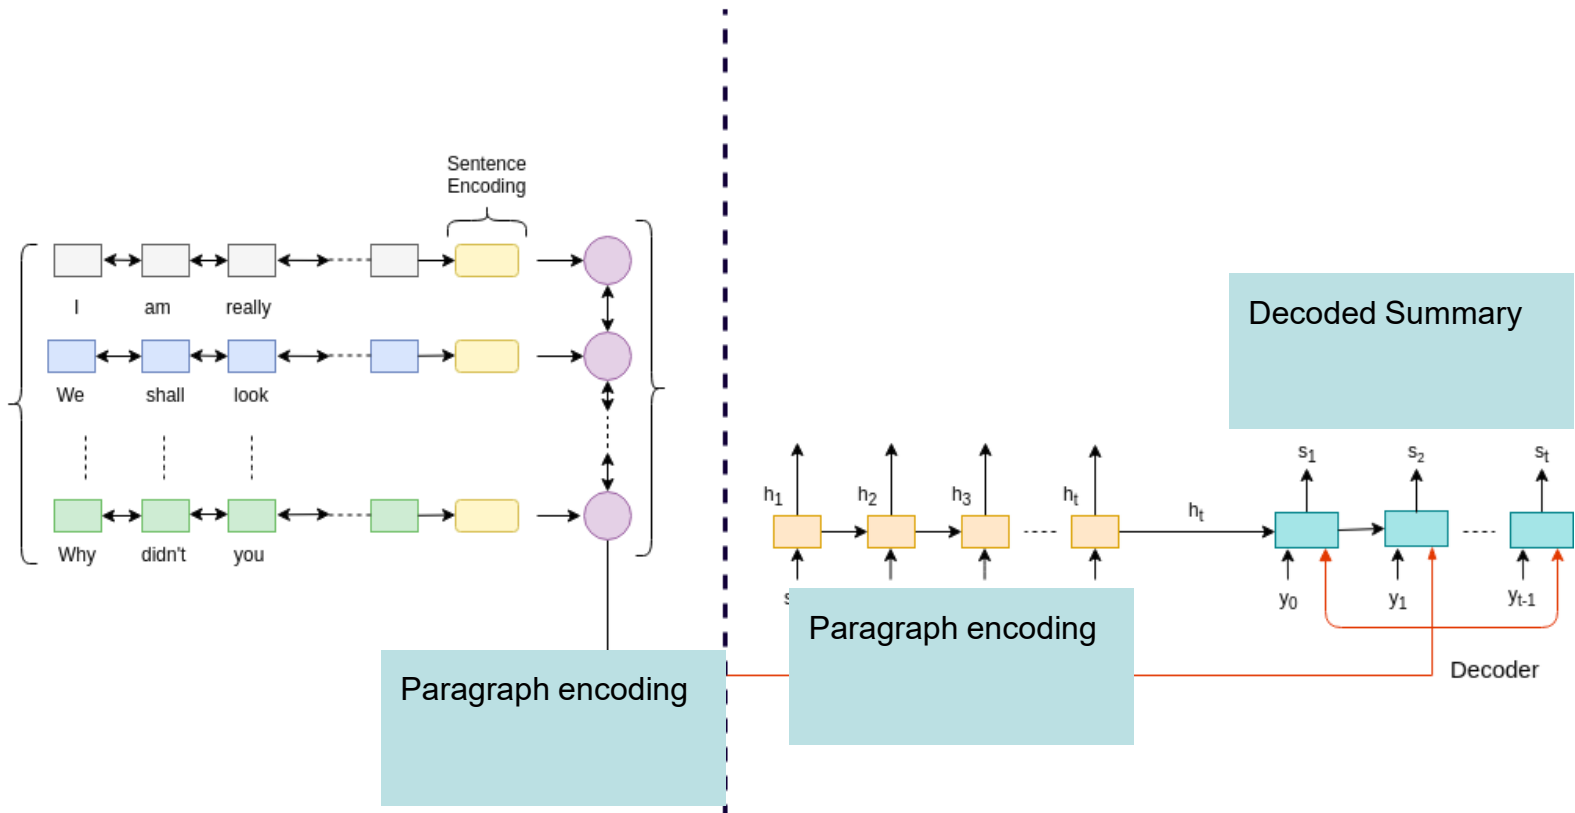 Sentence
Encoding
I am really
We shall look
Why didn't you
Paragraph encoding
Decoded Summary
s1 s2 st
h1 h2 h3 ht ht
y0 y1 yt-1
Paragraph encoding
Decoder